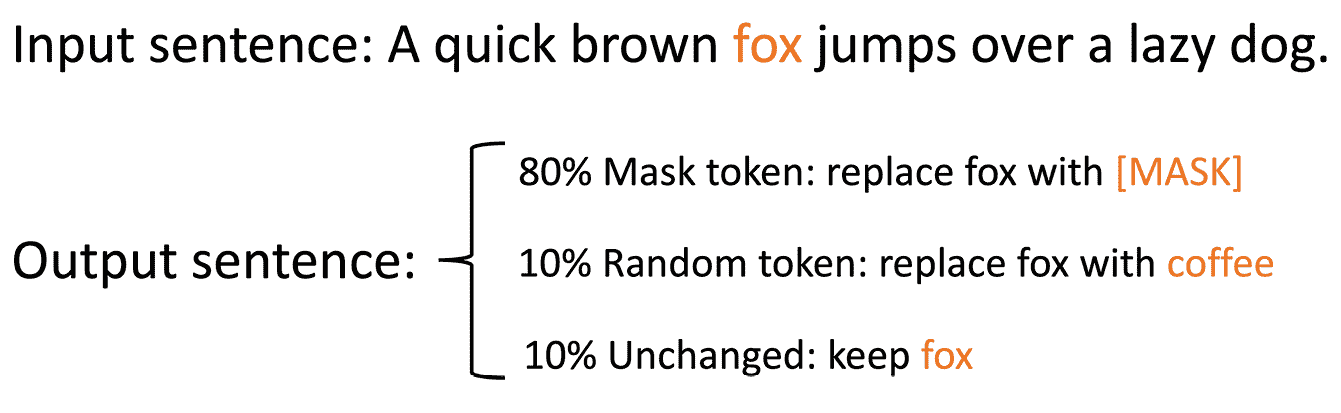 Input sentence: A quick brown fox jumps over a lazy dog.
80% Mask token: replace fox with [MASK]
Output sentence:
10% Random token: replace fox with coffee
10% Unchanged: keep fox